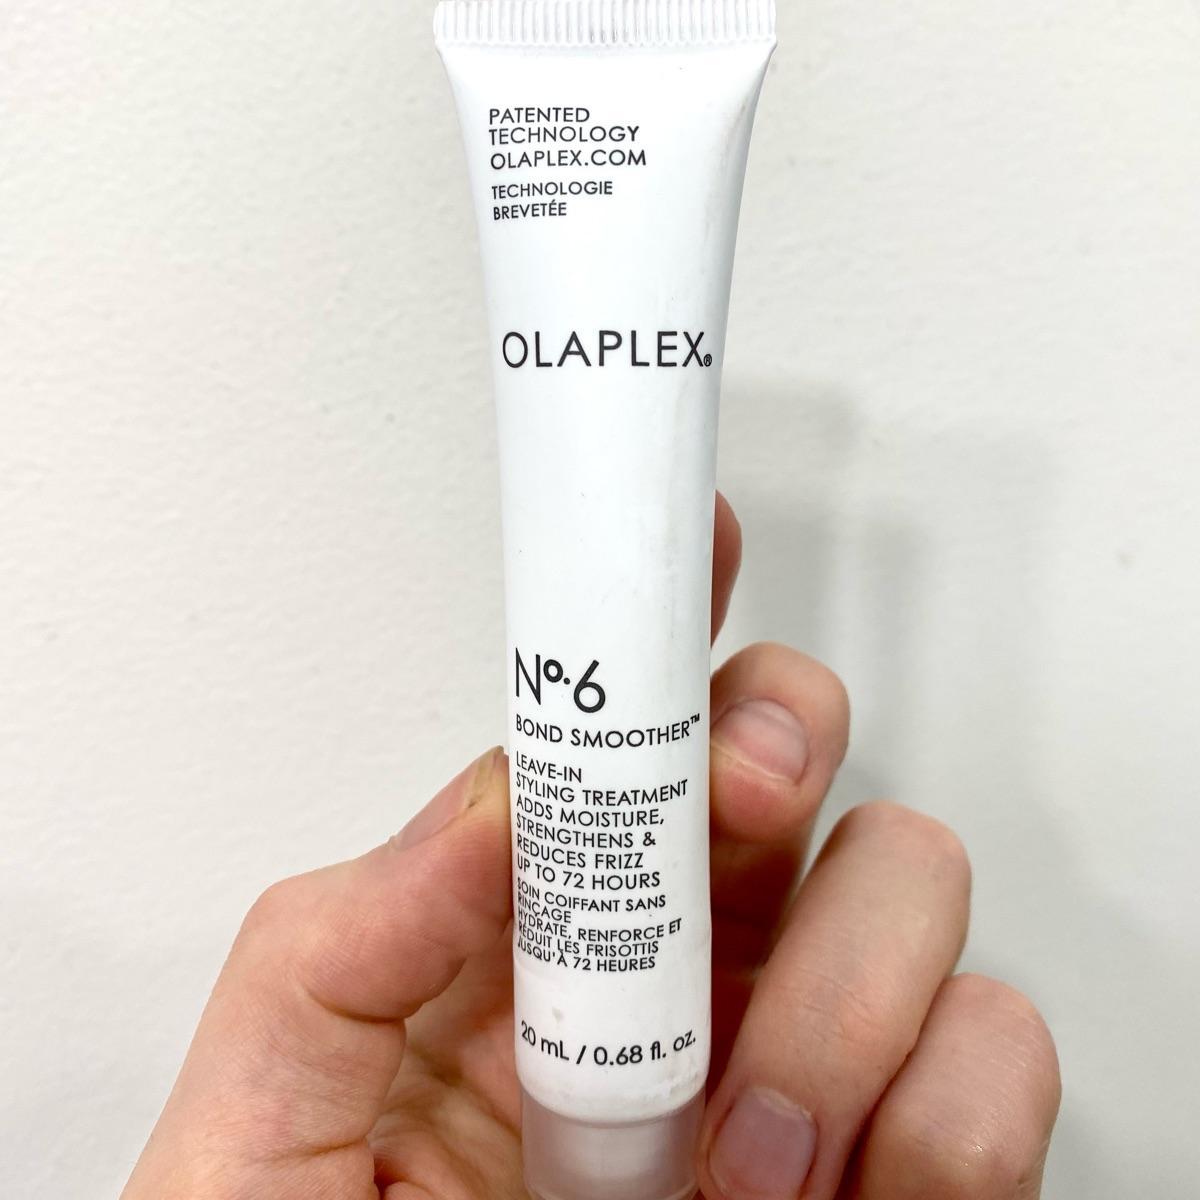 PATENTED
TECHNOLOGY
OLAPLEX.COM
TECHNOLOGIE
BREVETÉE
OLAPLEX®
Nº.6
BOND SMOOTHER™
LEAVE-IN
STYLING TREATMENT
ADDS MOISTURE,
STRENGTHENS &
REDUCES FRIZZ
UP TO 72 HOURS
SOIN COIFFANT SANS
RINÇAGE
HYDRATE, RENFORCE ET
RÉDUIT LES FRISOTTIS
JUSQU'À 72 HEURES
20 mL / 0.68 fl. oz.